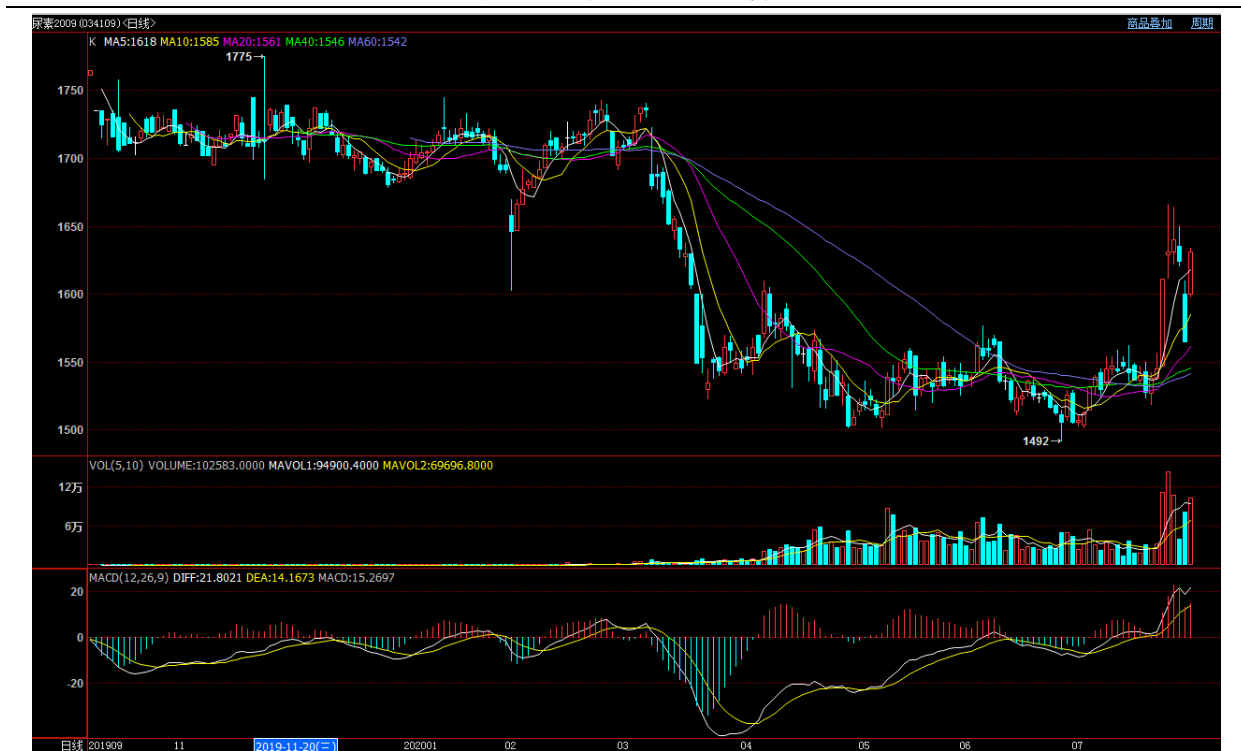 尿素2009(034109)<日线>
商品叠加 周期
K MA5:1618 MA10:1585 MA20:1561 MA40:1546 MA60:1542
1775→
1750
1700
1650
1600
1550
1500
1492→
VOL(5,10) VOLUME:102583.0000 MAVOL1:94900.4000 MAVOL2:69696.8000
12万
6万
MACD(12,26,9) DIFF:21.8021 DEA:14.1673 MACD:15.2697
20
0
-20
日线 201909 11 2019-11-20(三) 202001 02 03 04 05 06 07